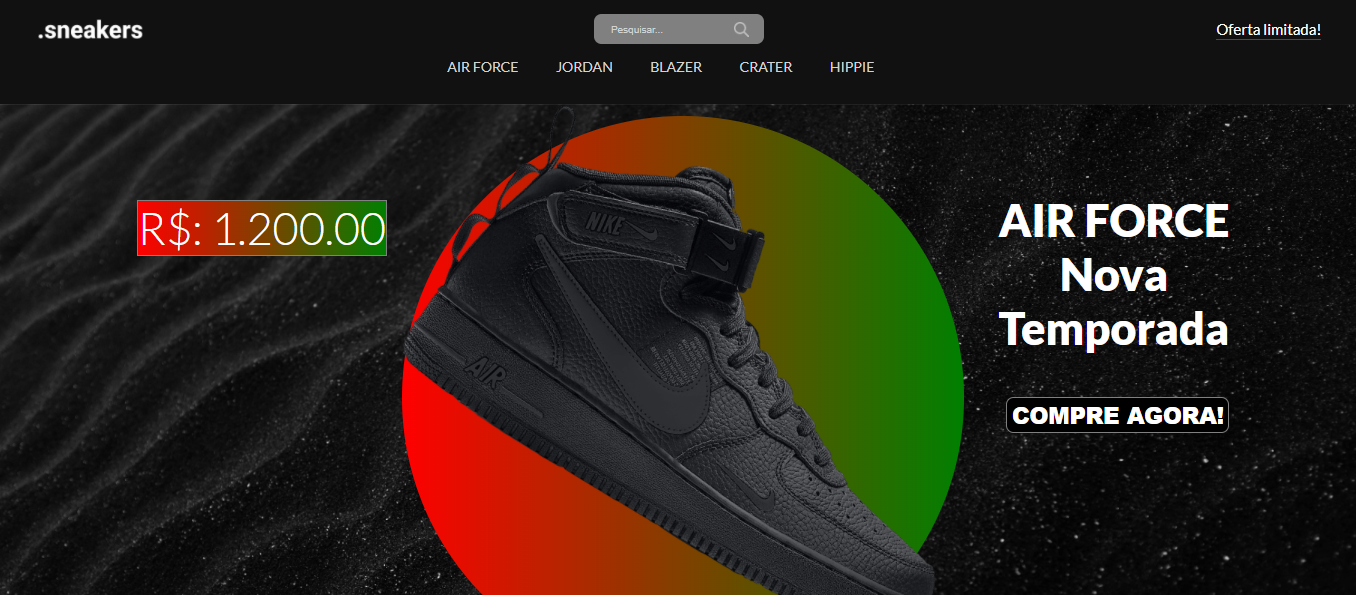 .sneakers
Pesquisar...
Oferta limitada!
AIR FORCE
JORDAN
BLAZER
CRATER
HIPPIE
R$: 1.200.00
NIKE
AIR
AIR FORCE
Nova
Temporada
COMPRE AGORA!